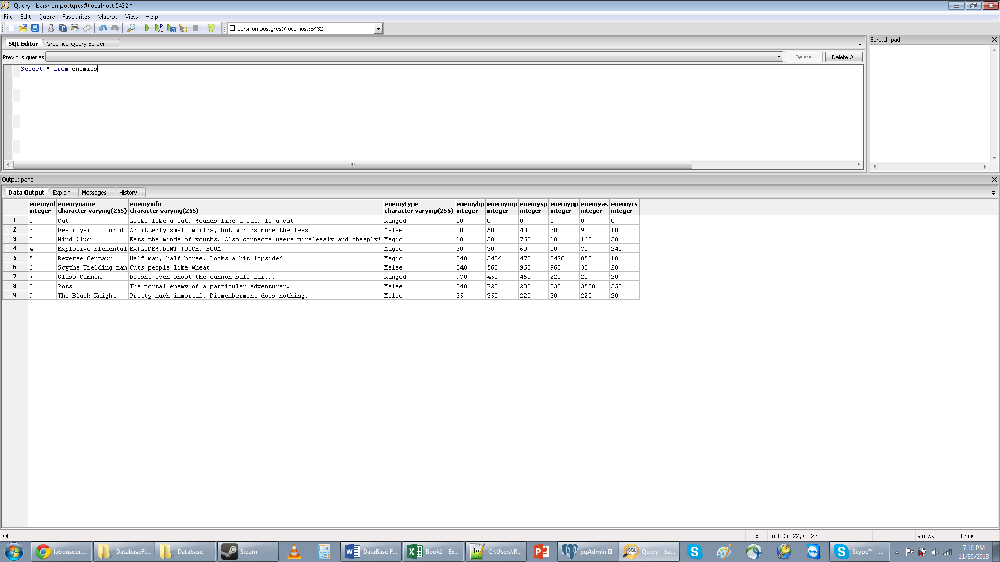 Query - barsr on postgres@localhost:5432 *
File Edit Query Favourites Macros View Help
barsr on postgres@localhost:5432
SQL Editor Graphical Query Builder
Scratch pad
Previous queries Delete Delete All
Select * from enemies
Output pane
Data Output Explain Messages History
enemyid enemyname enemyinfo enemytype enemyhp enemymp enemysp enemypp enemyas enemycs
integer character varying(255) character varying(255) character varying(255) integer integer integer integer integer integer
1 1 Cat Looks like a cat. Sounds like a cat. Is a cat Ranged 10 0 0 0 0 0
2 2 Destroyer of World Admittedly small worlds, but worlds none the less Melee 10 50 40 30 90 10
3 3 Mind Slug Eats the minds of youths. Also connects users wirelessly and cheaply! Magic 10 30 760 10 160 30
4 4 Explosive Elemental EXPLODES.DONT TOUCH. BOOM Magic 30 30 60 10 70 240
5 5 Reverse Centaur Half man, half horse. Looks a bit lopsided Magic 240 2404 470 2470 850 10
6 6 Scythe Wielding man Cuts people like wheat Melee 840 560 960 960 30 20
7 7 Glass Cannon Doesnt even shoot the cannon ball far... Ranged 970 450 450 220 20 20
8 8 Pots The mortal enemy of a particular adventurer. Melee 240 720 230 830 3580 350
9 9 The Black Knight Pretty much immortal. Dismemberment does nothing. Melee 35 350 220 30 220 20
OK. Unix Ln 1, Col 22, Ch 22 9 rows. 13 ms
labouseur.... DatabaseFi... Database Steam DataBase F... Book1 - Ex... C:\Users\R... pgAdmin III Query - ba... Skype™ - ... 7:16 PM
11/30/2013